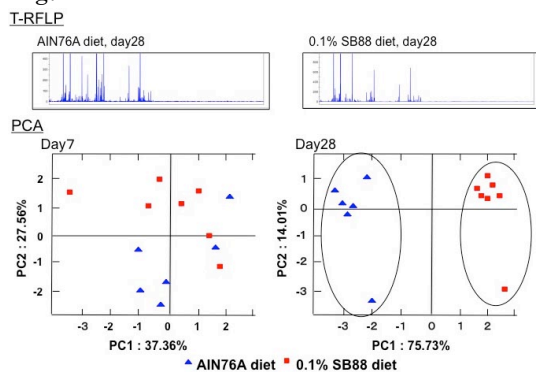 T-RFLP
AIN76A diet, day28
0.1% SB88 diet, day28
PCA
Day7
Day28
2
1
0
-1
-2
PC2 : 27.56%
-3 -2 -1 0 1 2
PC1 : 37.36%
1
0
-1
-2
-3
PC2 : 14.01%
-3 -2 -1 0 1 2
PC1 : 75.73%
AIN76A diet 0.1% SB88 diet